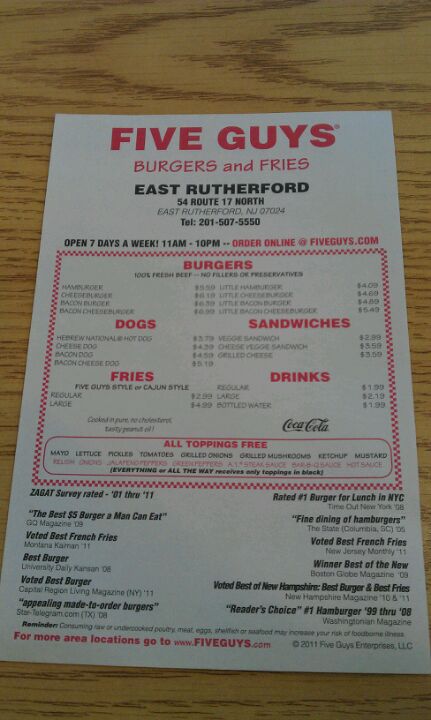 FIVE GUYS®
BURGERS and FRIES
EAST RUTHERFORD
54 ROUTE 17 NORTH
EAST RUTHERFORD, NJ 07024
Tel: 201-507-5550
OPEN 7 DAYS A WEEK! 11AM - 10PM -- ORDER ONLINE @ FIVEGUYS.COM
BURGERS
100% FRESH BEEF -- NO FILLERS OR PRESERVATIVES
HAMBURGER $5.59 LITTLE HAMBURGER $4.09
CHEESEBURGER $6.19 LITTLE CHEESEBURGER $4.69
BACON BURGER $6.39 LITTLE BACON BURGER $4.89
BACON CHEESEBURGER $6.99 LITTLE BACON CHEESEBURGER $5.49
DOGS SANDWICHES
HEBREW NATIONAL® HOT DOG $3.79 VEGGIE SANDWICH $2.99
CHEESE DOG $4.39 CHEESE VEGGIE SANDWICH $3.59
BACON DOG $4.59 GRILLED CHEESE $3.59
BACON CHEESE DOG $5.19
FRIES DRINKS
FIVE GUYS STYLE or CAJUN STYLE REGULAR $1.99
REGULAR $2.99 LARGE $2.19
LARGE $4.99 BOTTLED WATER $1.99
Cooked in pure, no cholesterol,
tasty peanut oil!
Coca-Cola
ALL TOPPINGS FREE
MAYO LETTUCE PICKLES TOMATOES GRILLED ONIONS GRILLED MUSHROOMS KETCHUP MUSTARD
RELISH ONIONS JALAPENO PEPPERS GREEN PEPPERS A.1.® STEAK SAUCE BAR-B-Q SAUCE HOT SAUCE
(EVERYTHING or ALL THE WAY receives only toppings in black)
ZAGAT Survey rated - '01 thru '11
"The Best $5 Burger a Man Can Eat"
GQ Magazine '09
Voted Best French Fries
Montana Kaiman '11
Best Burger
University Daily Kansan '08
Voted Best Burger
Capital Region Living Magazine (NY) '11
"appealing made-to-order burgers"
Star-Telegram.com (TX) '08
Rated #1 Burger for Lunch in NYC
Time Out New York '08
"Fine dining of hamburgers"
The State (Columbia, SC) '05
Voted Best French Fries
New Jersey Monthly '11
Winner Best of the New
Boston Globe Magazine '09
Voted Best of New Hampshire: Best Burger & Best Fries
New Hampshire Magazine '10 & '11
"Reader's Choice" #1 Hamburger '99 thru '08
Washingtonian Magazine
Reminder: Consuming raw or undercooked poultry, meat, eggs, shellfish or seafood may increase your risk of foodborne illness.
For more area locations go to www.FIVEGUYS.com
© 2011 Five Guys Enterprises, LLC